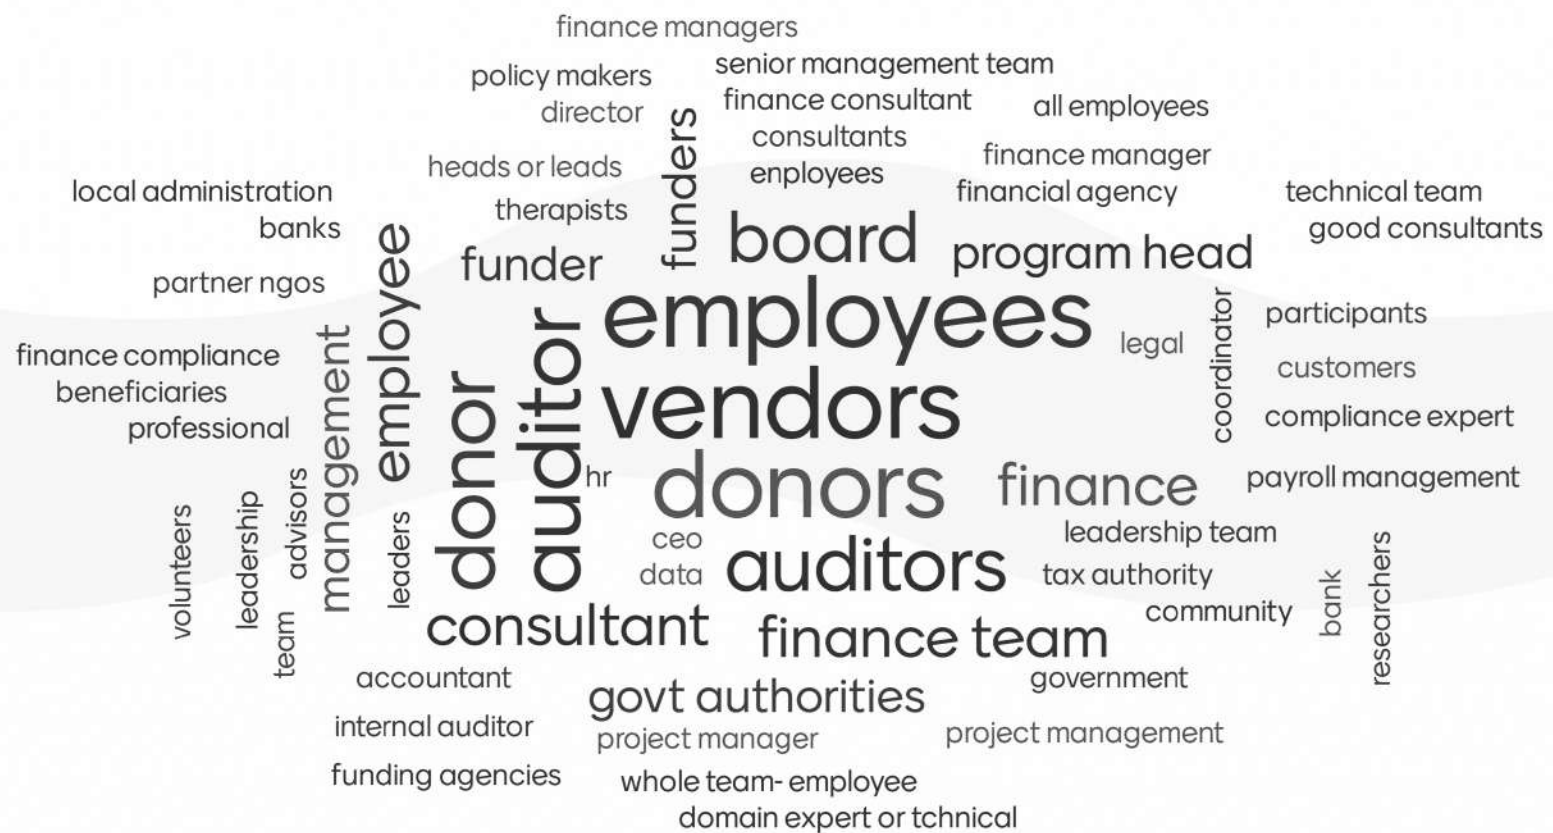 finance managers
policy makers
senior management team
director
finance consultant
all employees
funders
consultants
heads or leads
enployees
finance manager
local administration
therapists
financial agency
technical team
banks
employee
funder
board
program head
good consultants
partner ngos
auditor
employees
coordinator
participants
management
legal
finance compliance
donor
customers
beneficiaries
vendors
compliance expert
professional
hr
donors
finance
payroll management
volunteers
leadership
advisors
leaders
ceo
leadership team
researchers
data
auditors
tax authority
bank
team
consultant
finance team
community
accountant
govt authorities
government
internal auditor
project manager
project management
funding agencies
whole team- employee
domain expert or tchnical